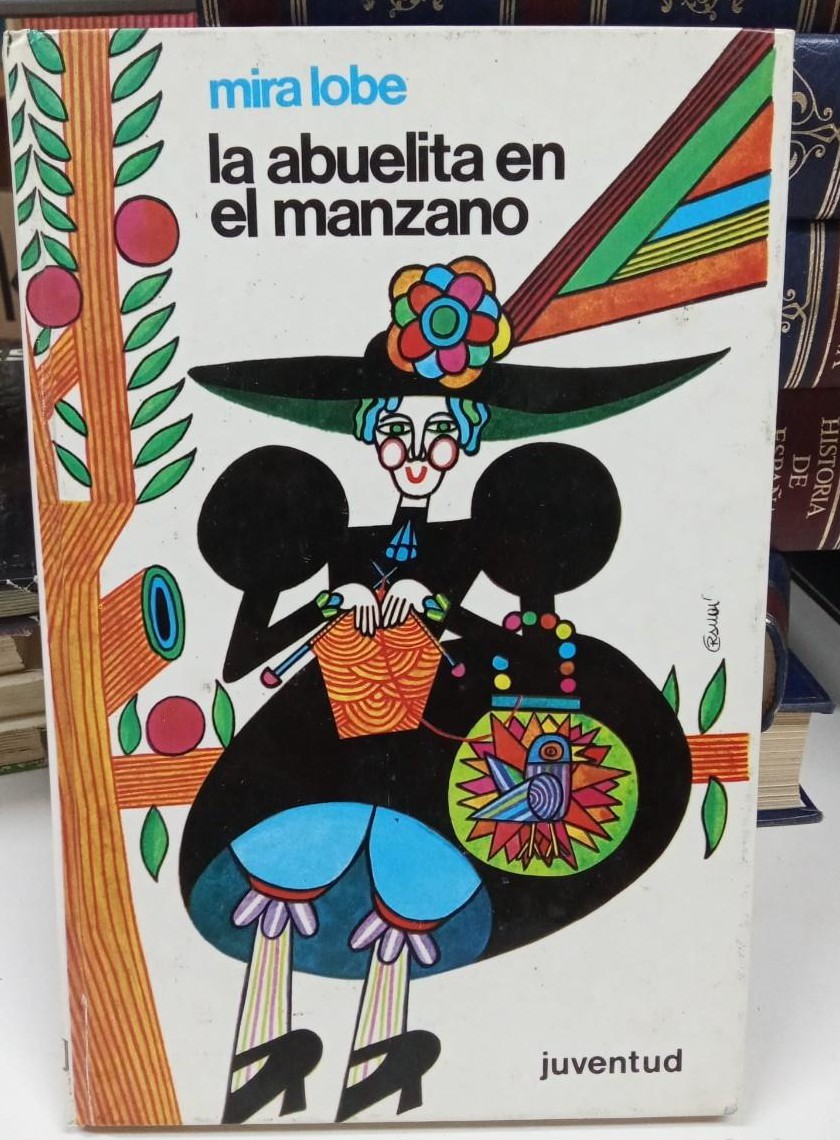 mira lobe
la abuelita en
el manzano
juventud
HISTORIA
DE